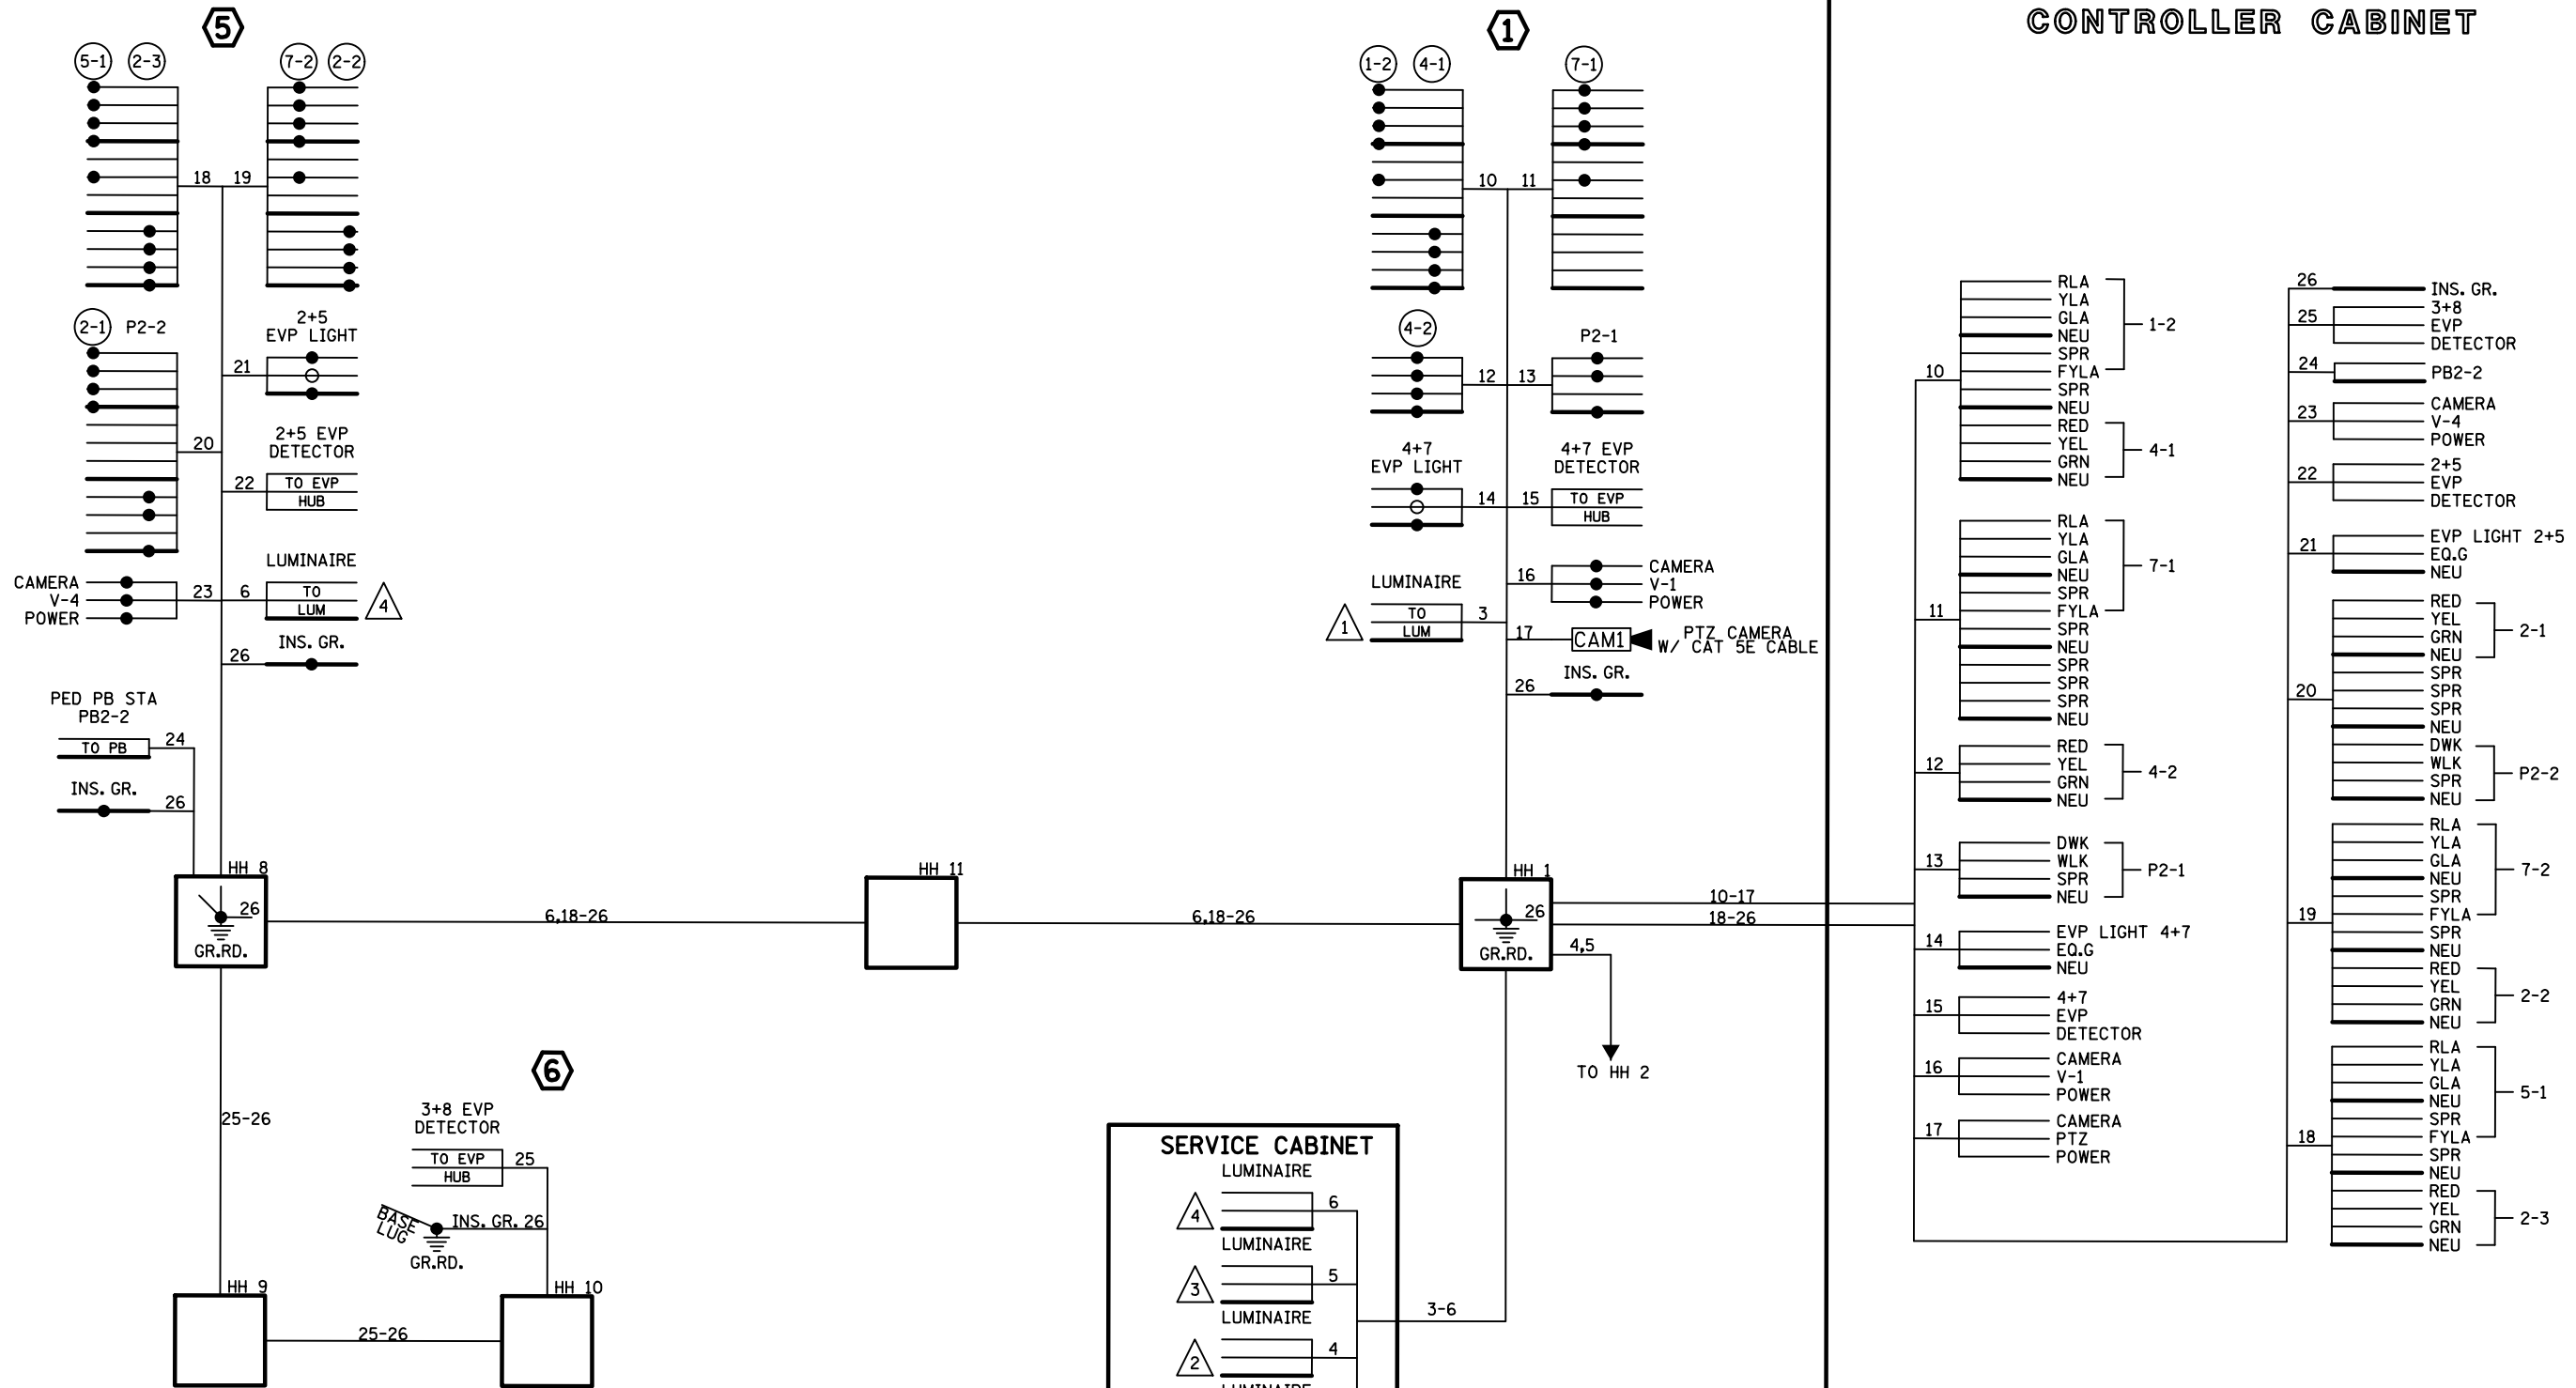 CONTROLLER CABINET
5
5-1 2-3 7-2 2-2
18 19
2-1 P2-2
2+5
EVP LIGHT
21
20
2+5 EVP
DETECTOR
22 TO EVP
HUB
LUMINAIRE
CAMERA
V-4
POWER
23 6 TO
LUM
4
INS. GR.
26
PED PB STA
PB2-2
TO PB 24
INS. GR.
26
HH 8
26
GR.RD.
6,18-26
HH 11
6,18-26
25-26
6
3+8 EVP
DETECTOR
TO EVP 25
HUB
BASE
LUG
INS. GR. 26
GR.RD.
HH 9
25-26
HH 10
1
1-2 4-1 7-1
10 11
4-2 P2-1
12 13
4+7
EVP LIGHT
4+7 EVP
DETECTOR
14 15 TO EVP
HUB
16
CAMERA
V-1
POWER
LUMINAIRE
1
TO
LUM
3
17
CAM1
PTZ CAMERA
W/ CAT 5E CABLE
INS. GR.
26
HH 1
26
GR.RD.
10-17
18-26
4,5
TO HH 2
3-6
SERVICE CABINET
LUMINAIRE
4 6
LUMINAIRE
3 5
LUMINAIRE
2 4
LUMINAIRE
10
RLA
YLA
GLA
NEU
SPR
FYLA
1-2
SPR
NEU
RED
YEL
GRN
NEU
4-1
11
RLA
YLA
GLA
NEU
SPR
FYLA
7-1
SPR
NEU
SPR
SPR
SPR
NEU
12
RED
YEL
GRN
NEU
4-2
13
DWK
WLK
SPR
NEU
P2-1
14
EVP LIGHT 4+7
EQ.G
NEU
15
4+7
EVP
DETECTOR
16
CAMERA
V-1
POWER
17
CAMERA
PTZ
POWER
26
INS. GR.
25
3+8
EVP
DETECTOR
24
PB2-2
23
CAMERA
V-4
POWER
22
2+5
EVP
DETECTOR
21
EVP LIGHT 2+5
EQ.G
NEU
20
RED
YEL
GRN
NEU
2-1
SPR
SPR
SPR
NEU
DWK
WLK
SPR
NEU
P2-2
19
RLA
YLA
GLA
NEU
SPR
FYLA
7-2
SPR
NEU
RED
YEL
GRN
NEU
2-2
18
RLA
YLA
GLA
NEU
SPR
FYLA
5-1
SPR
NEU
RED
YEL
GRN
NEU
2-3